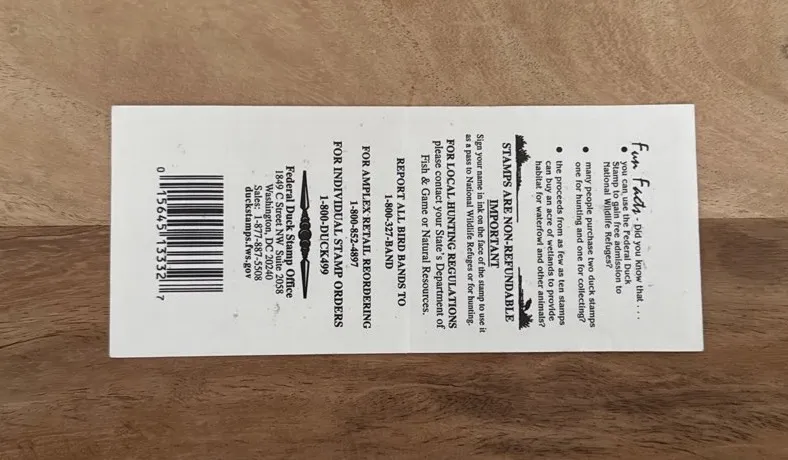 Fun Facts - Did you know that . . .
• you can use the Federal Duck
Stamp to gain free admission to
National Wildlife Refuges?
• many people purchase two duck stamps
one for hunting and one for collecting?
• the proceeds from as few as ten stamps
can buy an acre of wetlands to provide
habitat for waterfowl and other animals?
STAMPS ARE NON-REFUNDABLE
IMPORTANT
Sign your name in ink on the face of the stamp to use it
as a pass to National Wildlife Refuges or for hunting.
FOR LOCAL HUNTING REGULATIONS
please contact your State's Department of
Fish & Game or Natural Resources.
REPORT ALL BIRD BANDS TO
1-800-327-BAND
FOR AMPLEX RETAIL REORDERING
1-800-852-4897
FOR INDIVIDUAL STAMP ORDERS
1-800-DUCK499
Federal Duck Stamp Office
1849 C Street NW Suite 2058
Washington, DC 20240
Sales: 1-877-887-5508
duckstamps.fws.gov
0 15645 13332 7